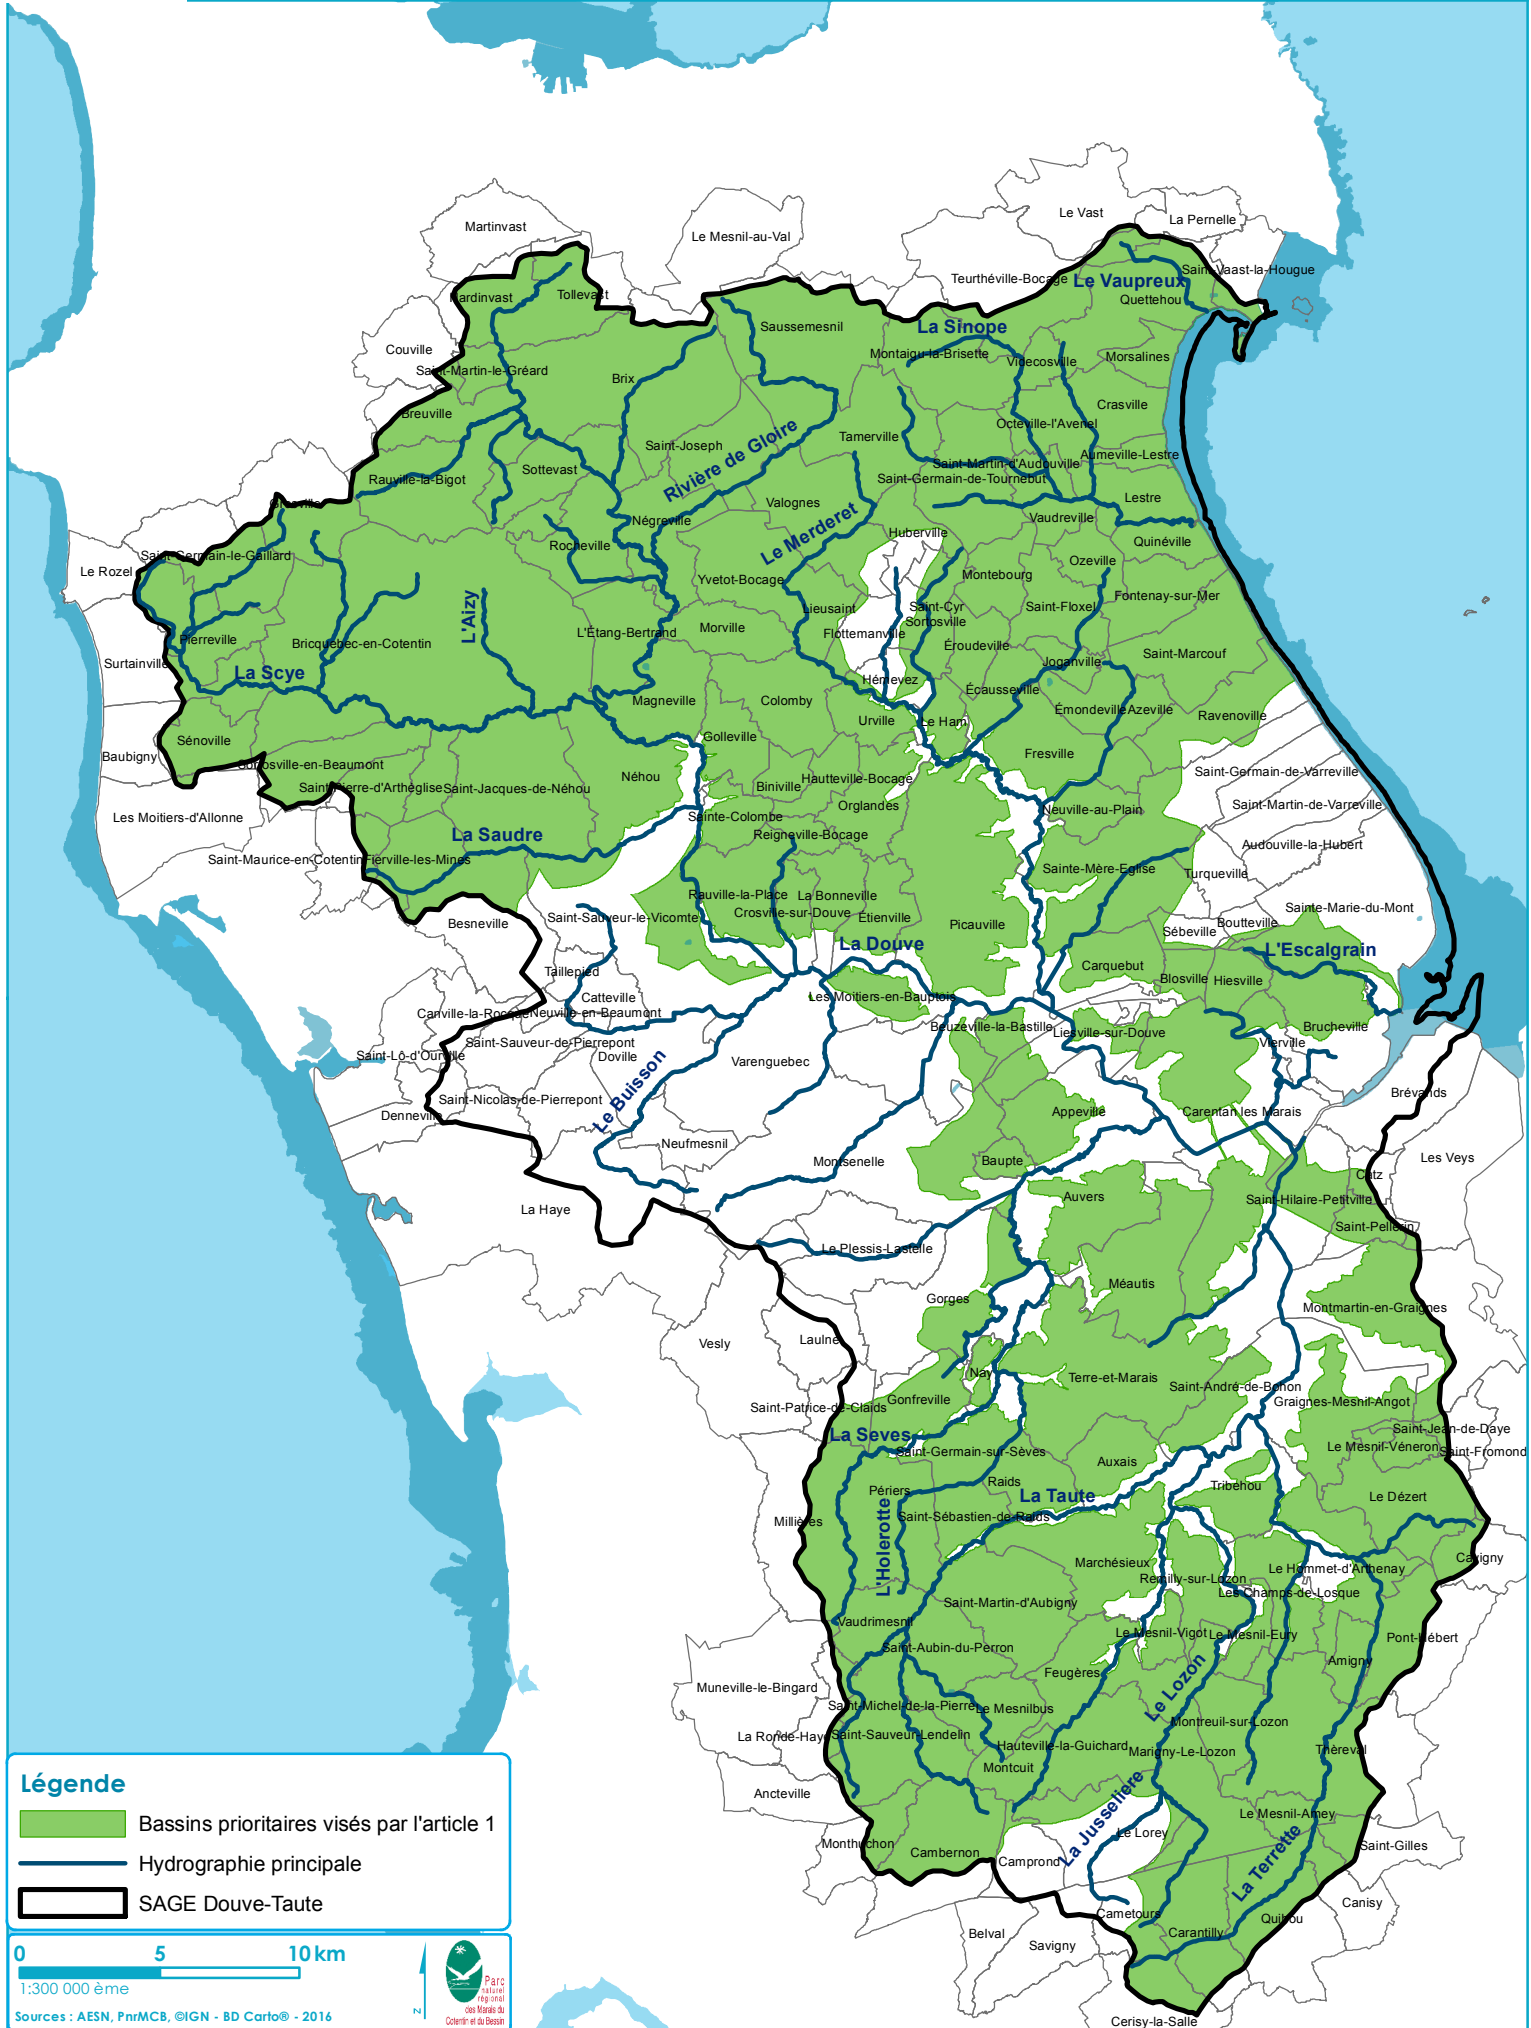 Martinvast
Le Mesnil-au-Val
Le Vast
La Pernelle
Teurthéville-Bocage
Le Vaupreux
Saint-Vaast-la-Hougue
Quettehou
Hardinvast
Tollevast
Saussemesnil
La Sinope
Couville
Saint-Martin-le-Gréard
Brix
Montaigu-la-Brisette
Videcosville
Morsalines
Breuville
Crasville
Octeville-l'Avenel
Saint-Joseph
Rivière de Gloire
Tamerville
Aumeville-Lestre
Rauville-la-Bigot
Sottevast
Saint-Martin-d'Audouville
Saint-Germain-de-Tournebut
Grosville
Valognes
Lestre
Négreville
Le Merderet
Huberville
Vaudreville
Quinéville
Saint-Germain-le-Gaillard
Rocheville
Le Rozel
Ozeville
Yvetot-Bocage
Montebourg
Fontenay-sur-Mer
Lieusaint
Saint-Cyr
Saint-Floxel
Sortosville
L'Aizy
L'Étang-Bertrand
Morville
Flottemanville
Pierreville
Bricquebec-en-Cotentin
Éroudeville
Saint-Marcouf
Surtainville
La Scye
Joganville
Hémevez
Magneville
Colomby
Écausseville
Urville
Le Ham
Émondeville
Azeville
Ravenoville
Sénoville
Golleville
Baubigny
Fresville
Sortosville-en-Beaumont
Saint-Germain-de-Varreville
Néhou
Hautteville-Bocage
Saint-Pierre-d'Arthéglise
Saint-Jacques-de-Néhou
Biniville
Orglandes
Saint-Martin-de-Varreville
Les Moitiers-d'Allonne
Sainte-Colombe
Neuville-au-Plain
La Saudre
Reigneville-Bocage
Audouville-la-Hubert
Saint-Maurice-en-Cotentin
Fierville-les-Mines
Sainte-Mère-Eglise
Turqueville
Rauville-la-Place
La Bonneville
Besneville
Saint-Sauveur-le-Vicomte
Crosville-sur-Douve
Étienville
Picauville
Sainte-Marie-du-Mont
Boutteville
Sébeville
La Douve
L'Escalgrain
Taillepied
Carquebut
Blosville
Hiesville
Catteville
Les Moitiers-en-Bauptois
Canville-la-Rocque
Neuville-en-Beaumont
Beuzeville-la-Bastille
Liesville-sur-Douve
Brucheville
Vierville
Saint-Sauveur-de-Pierrepont
Saint-Lô-d'Ourville
Doville
Varenguebec
Le Buisson
Brévands
Saint-Nicolas-de-Pierrepont
Denneville
Appeville
Carentan les Marais
Neufmesnil
Montsenelle
Baupte
Les Veys
Catz
Auvers
Saint-Hilaire-Petitville
La Haye
Saint-Pellerin
Le Plessis-Lastelle
Méautis
Gorges
Montmartin-en-Graignes
Vesly
Laulne
Nay
Terre-et-Marais
Saint-André-de-Bohon
Saint-Patrice-de-Claids
Gonfreville
Graignes-Mesnil-Angot
Saint-Jean-de-Daye
La Seves
Saint-Germain-sur-Sèves
Le Mesnil-Véneron
Saint-Fromond
Auxais
Raids
Tribehou
Périers
La Taute
Le Dézert
Millières
L'Holerotte
Saint-Sébastien-de-Raids
Marchésieux
Cavigny
Remilly-sur-Lozon
Le Hommet-d'Arthenay
Les Champs-de-Losque
Saint-Martin-d'Aubigny
Vaudrimesnil
Le Mesnil-Vigot
Le Mesnil-Eury
Pont-Hébert
Saint-Aubin-du-Perron
Amigny
Feugères
Muneville-le-Bingard
Le Lozon
Saint-Michel-de-la-Pierre
Le Mesnilbus
Montreuil-sur-Lozon
La Ronde-Haye
Saint-Sauveur-Lendelin
Hauteville-la-Guichard
Marigny-Le-Lozon
Thèreval
Montcuit
Ancteville
La Jusseliere
Le Mesnil-Amey
Le Lorey
Monthuchon
Cambernon
Camprond
Saint-Gilles
La Terrette
Canisy
Cametours
Quibou
Belval
Savigny
Carantilly
Cerisy-la-Salle
Légende
Bassins prioritaires visés par l'article 1
Hydrographie principale
SAGE Douve-Taute
0 5 10 km
1:300 000 ème
Sources : AESN, PnrMCB, ©IGN - BD Carto® - 2016
N
Parc
naturel
régional
des Marais du
Cotentin et du Bessin